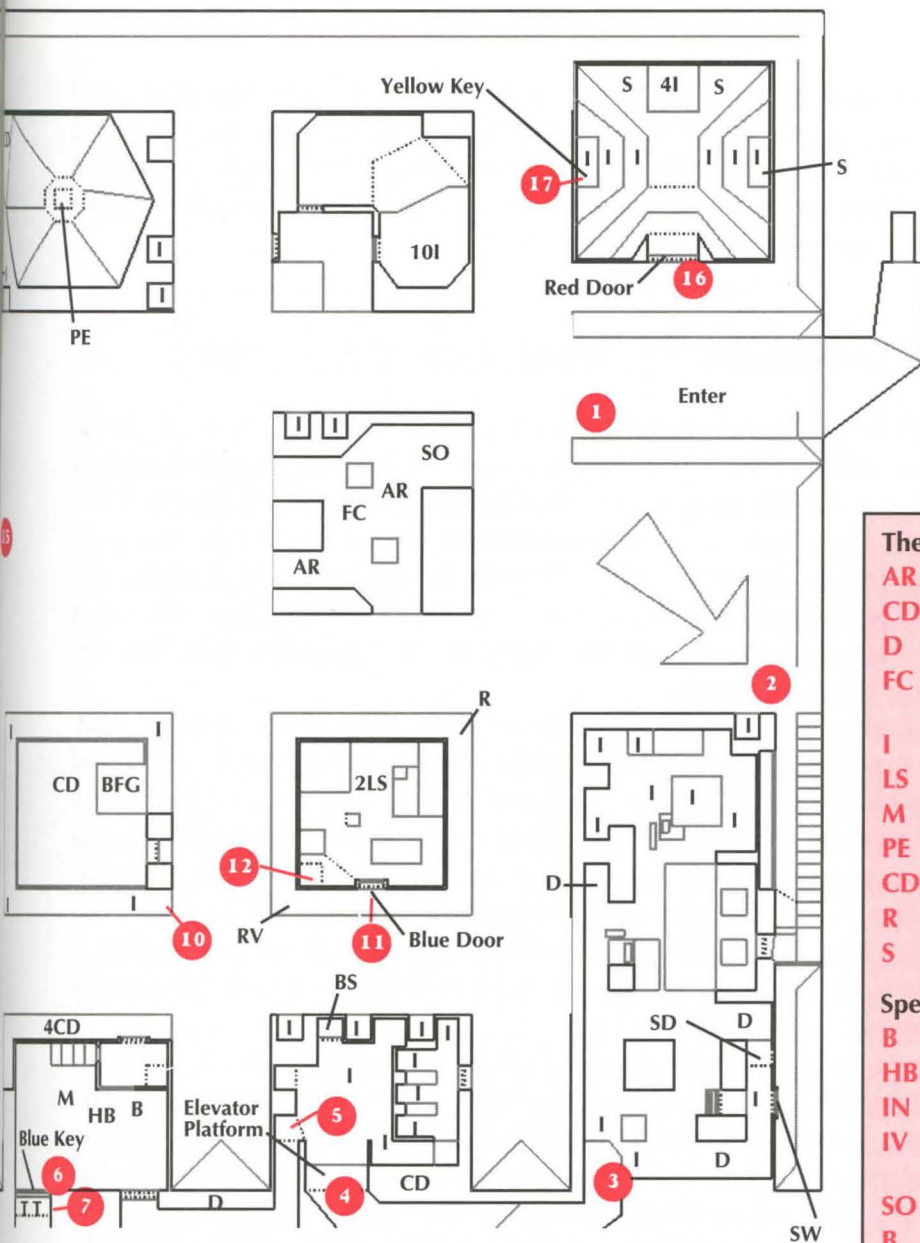 Yellow Key
S
4I
S
I
I
I
I
I
I
S
17
I
10I
I
Red Door
16
PE
Enter
1
I
I
SO
AR
FC
15
AR
The
AR
CD
D
FC
I
LS
M
PE
CD
R
S
Spe
B
HB
IN
IV
SO
2
R
I
I
I
I
I
I
CD
BFG
2LS
I
I
I
I
12
D
I
10
RV
11
Blue Door
BS
4CD
I
I
I
I
SD
D
M
I
HB
B
Elevator
Platform
5
I
I
I
I
Blue Key
6
CD
I
D
7
I I
D
4
3
SW